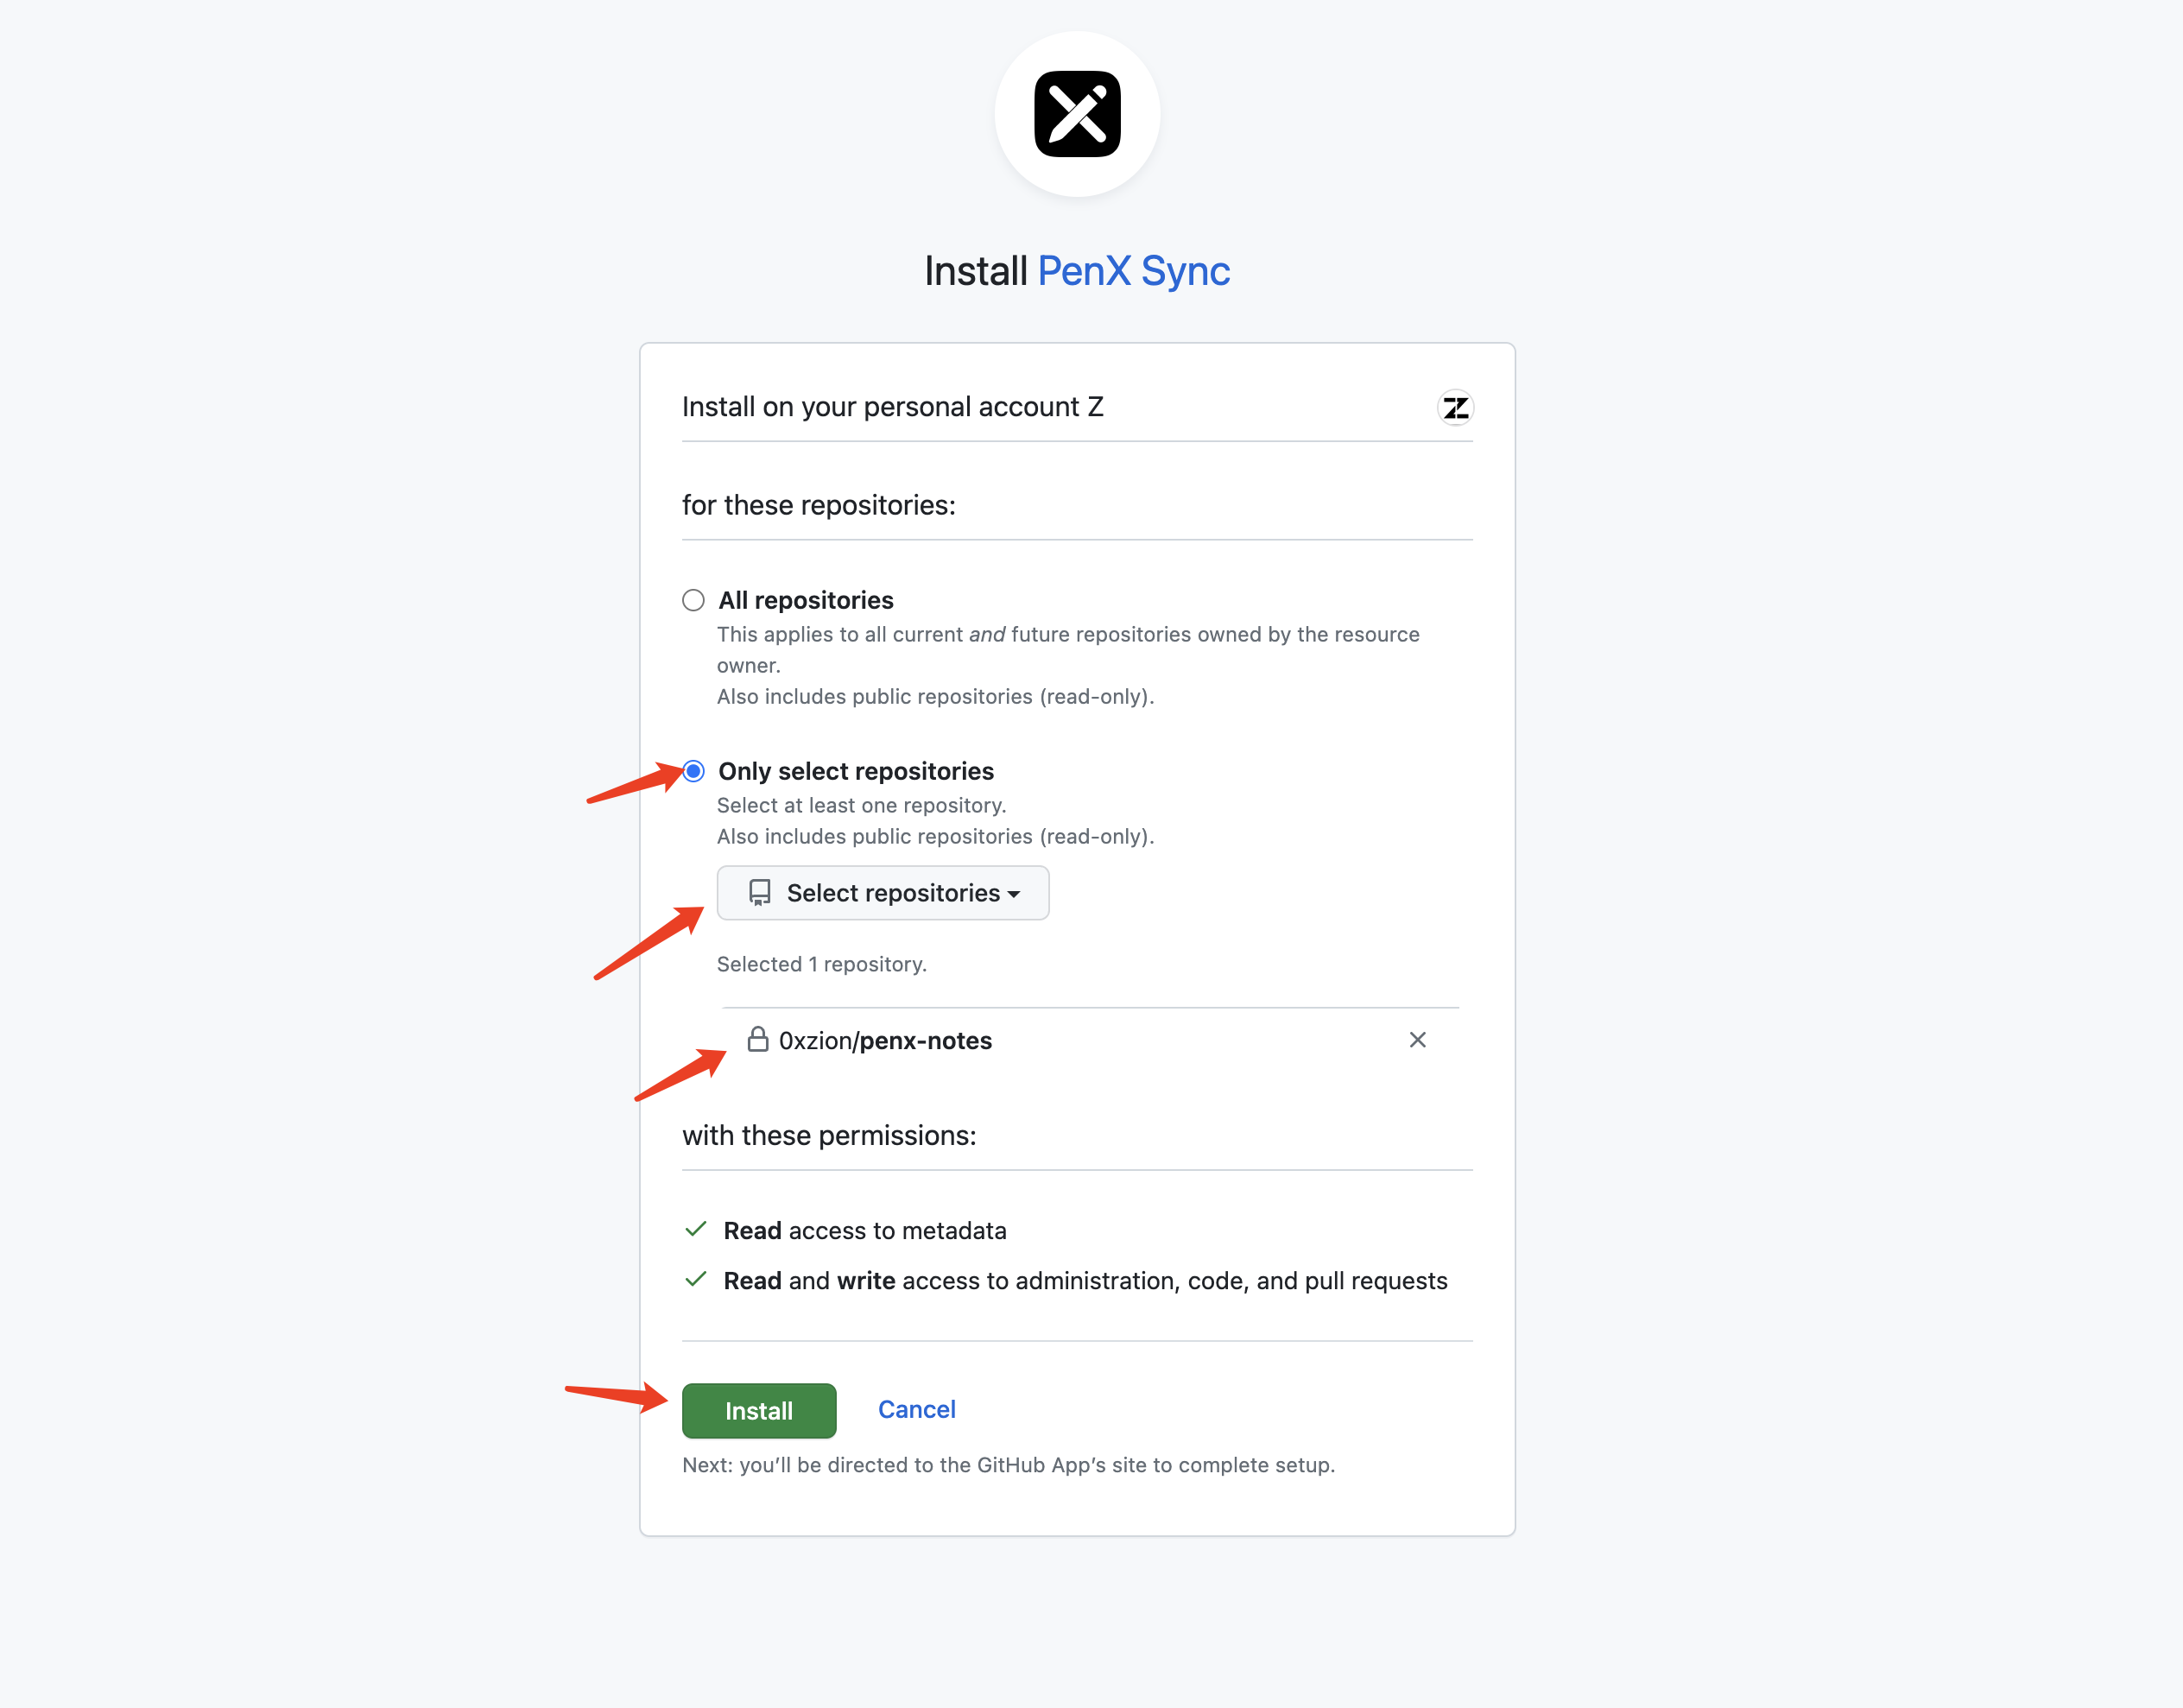 Install PenX Sync
Install on your personal account Z
for these repositories:
All repositories
This applies to all current and future repositories owned by the resource
owner.
Also includes public repositories (read-only).
Only select repositories
Select at least one repository.
Also includes public repositories (read-only).
Select repositories
Selected 1 repository.
0xzion/penx-notes
with these permissions:
Read access to metadata
Read and write access to administration, code, and pull requests
Install Cancel
Next: you’ll be directed to the GitHub App’s site to complete setup.